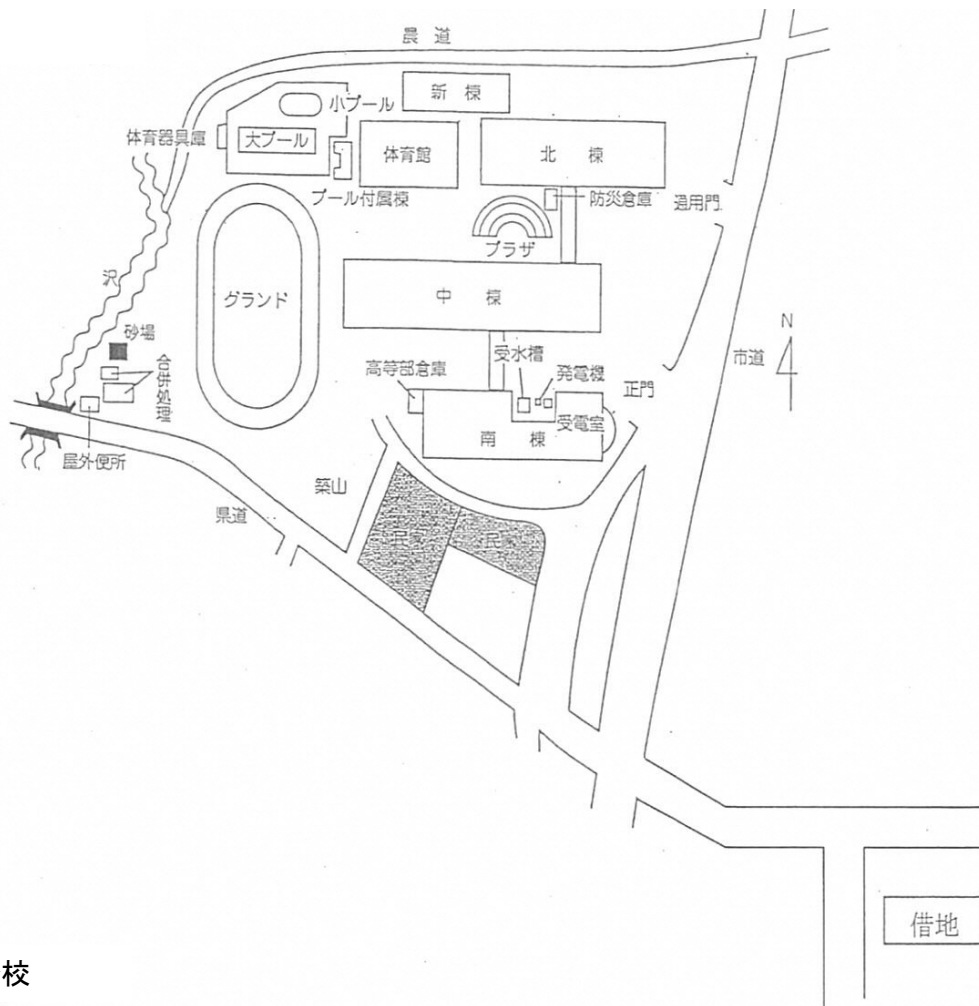 農道
新棟
小プール
体育器具庫
大プール
体育館
北棟
プール付属棟
防災倉庫
通用門
プラザ
沢
グランド
中棟
N
砂場
合併処理
受水槽
発電機
市道
高等部倉庫
正門
受電室
南棟
屋外便所
築山
県道
民家
民家
借地
校